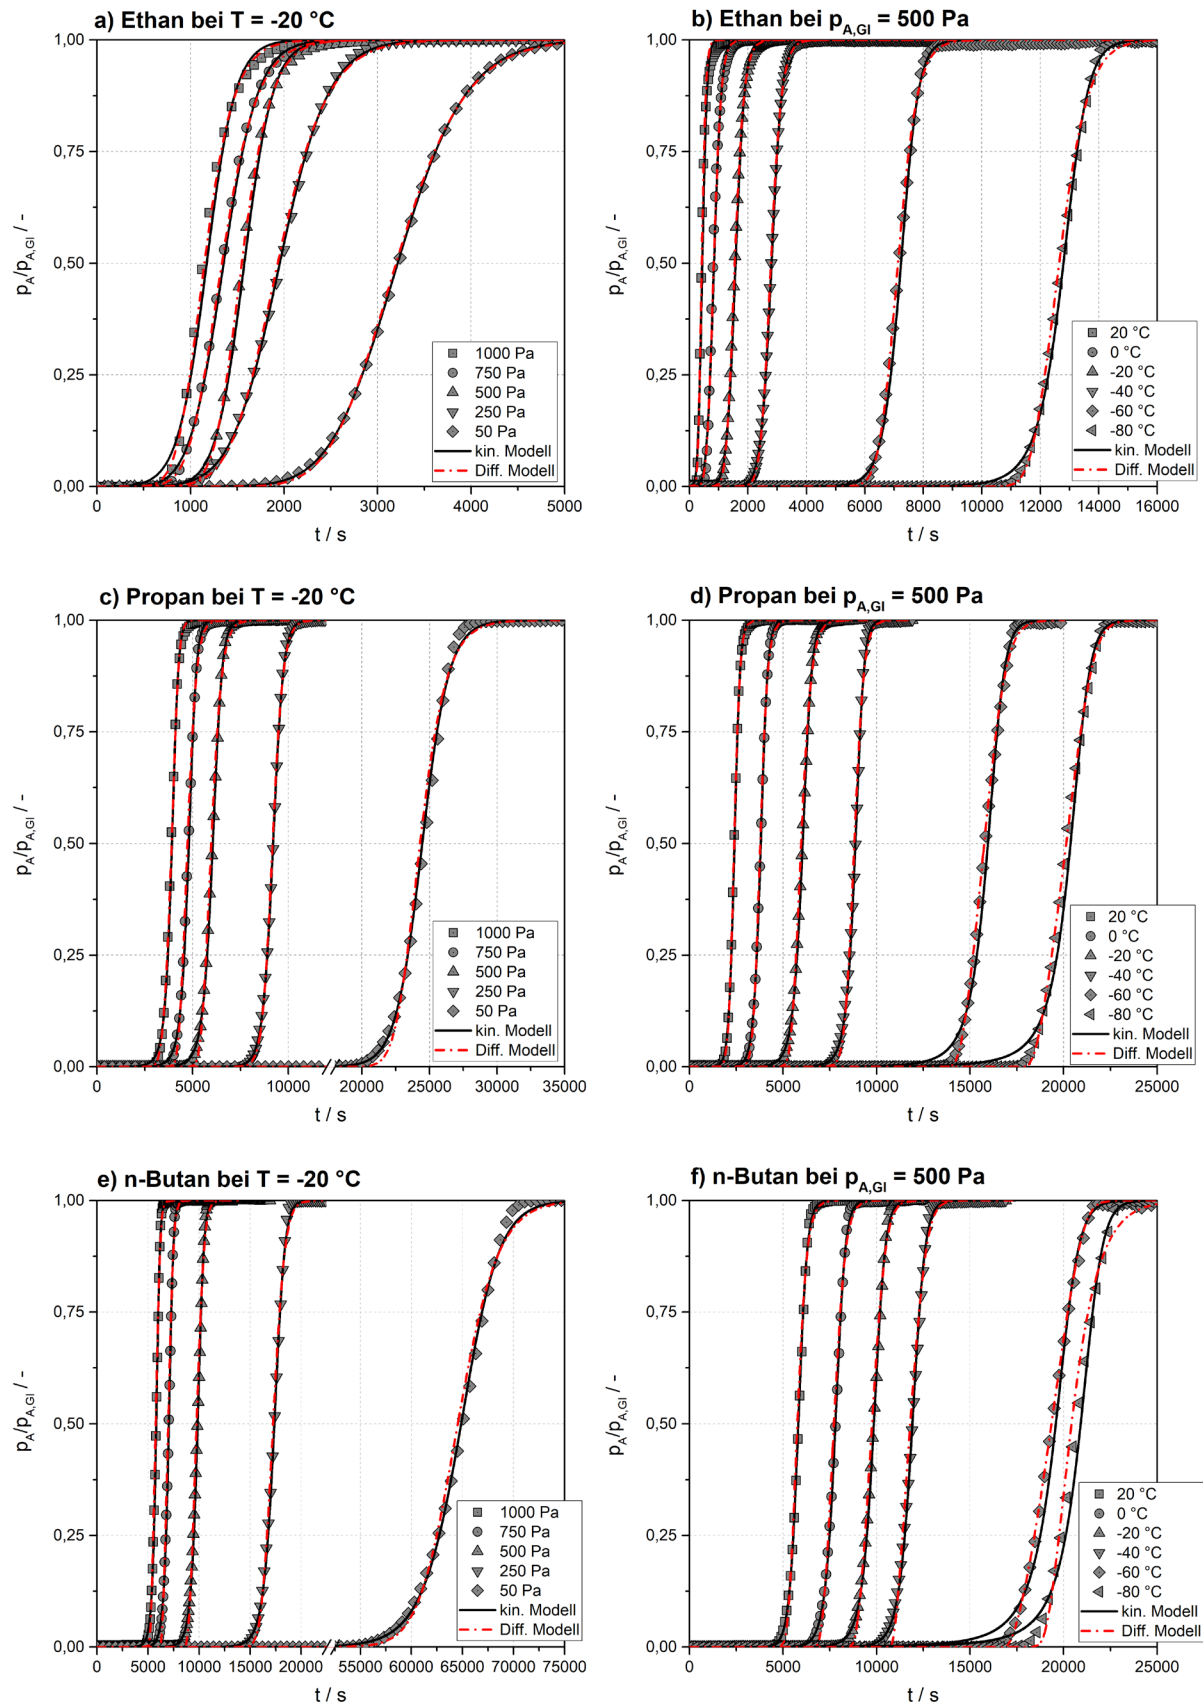 a) Ethan bei T = -20 °C
1,00
0,75
0,50
0,25
0,00
p_A/p_A,Gl / -
1000 Pa
750 Pa
500 Pa
250 Pa
50 Pa
kin. Modell
Diff. Modell
0 1000 2000 3000 4000 5000
t / s
b) Ethan bei p_A,Gl = 500 Pa
1,00
0,75
0,50
0,25
0,00
p_A/p_A,Gl / -
20 °C
0 °C
-20 °C
-40 °C
-60 °C
-80 °C
kin. Modell
Diff. Modell
0 2000 4000 6000 8000 10000 12000 14000 16000
t / s
c) Propan bei T = -20 °C
1,00
0,75
0,50
0,25
0,00
p_A/p_A,Gl / -
1000 Pa
750 Pa
500 Pa
250 Pa
50 Pa
kin. Modell
Diff. Modell
0 5000 10000 20000 25000 30000 35000
t / s
d) Propan bei p_A,Gl = 500 Pa
1,00
0,75
0,50
0,25
0,00
p_A/p_A,Gl / -
20 °C
0 °C
-20 °C
-40 °C
-60 °C
-80 °C
kin. Modell
Diff. Modell
0 5000 10000 15000 20000 25000
t / s
e) n-Butan bei T = -20 °C
1,00
0,75
0,50
0,25
0,00
p_A/p_A,Gl / -
1000 Pa
750 Pa
500 Pa
250 Pa
50 Pa
kin. Modell
Diff. Modell
0 5000 10000 15000 20000 55000 60000 65000 70000 75000
t / s
f) n-Butan bei p_A,Gl = 500 Pa
1,00
0,75
0,50
0,25
0,00
p_A/p_A,Gl / -
20 °C
0 °C
-20 °C
-40 °C
-60 °C
-80 °C
kin. Modell
Diff. Modell
0 5000 10000 15000 20000 25000
t / s